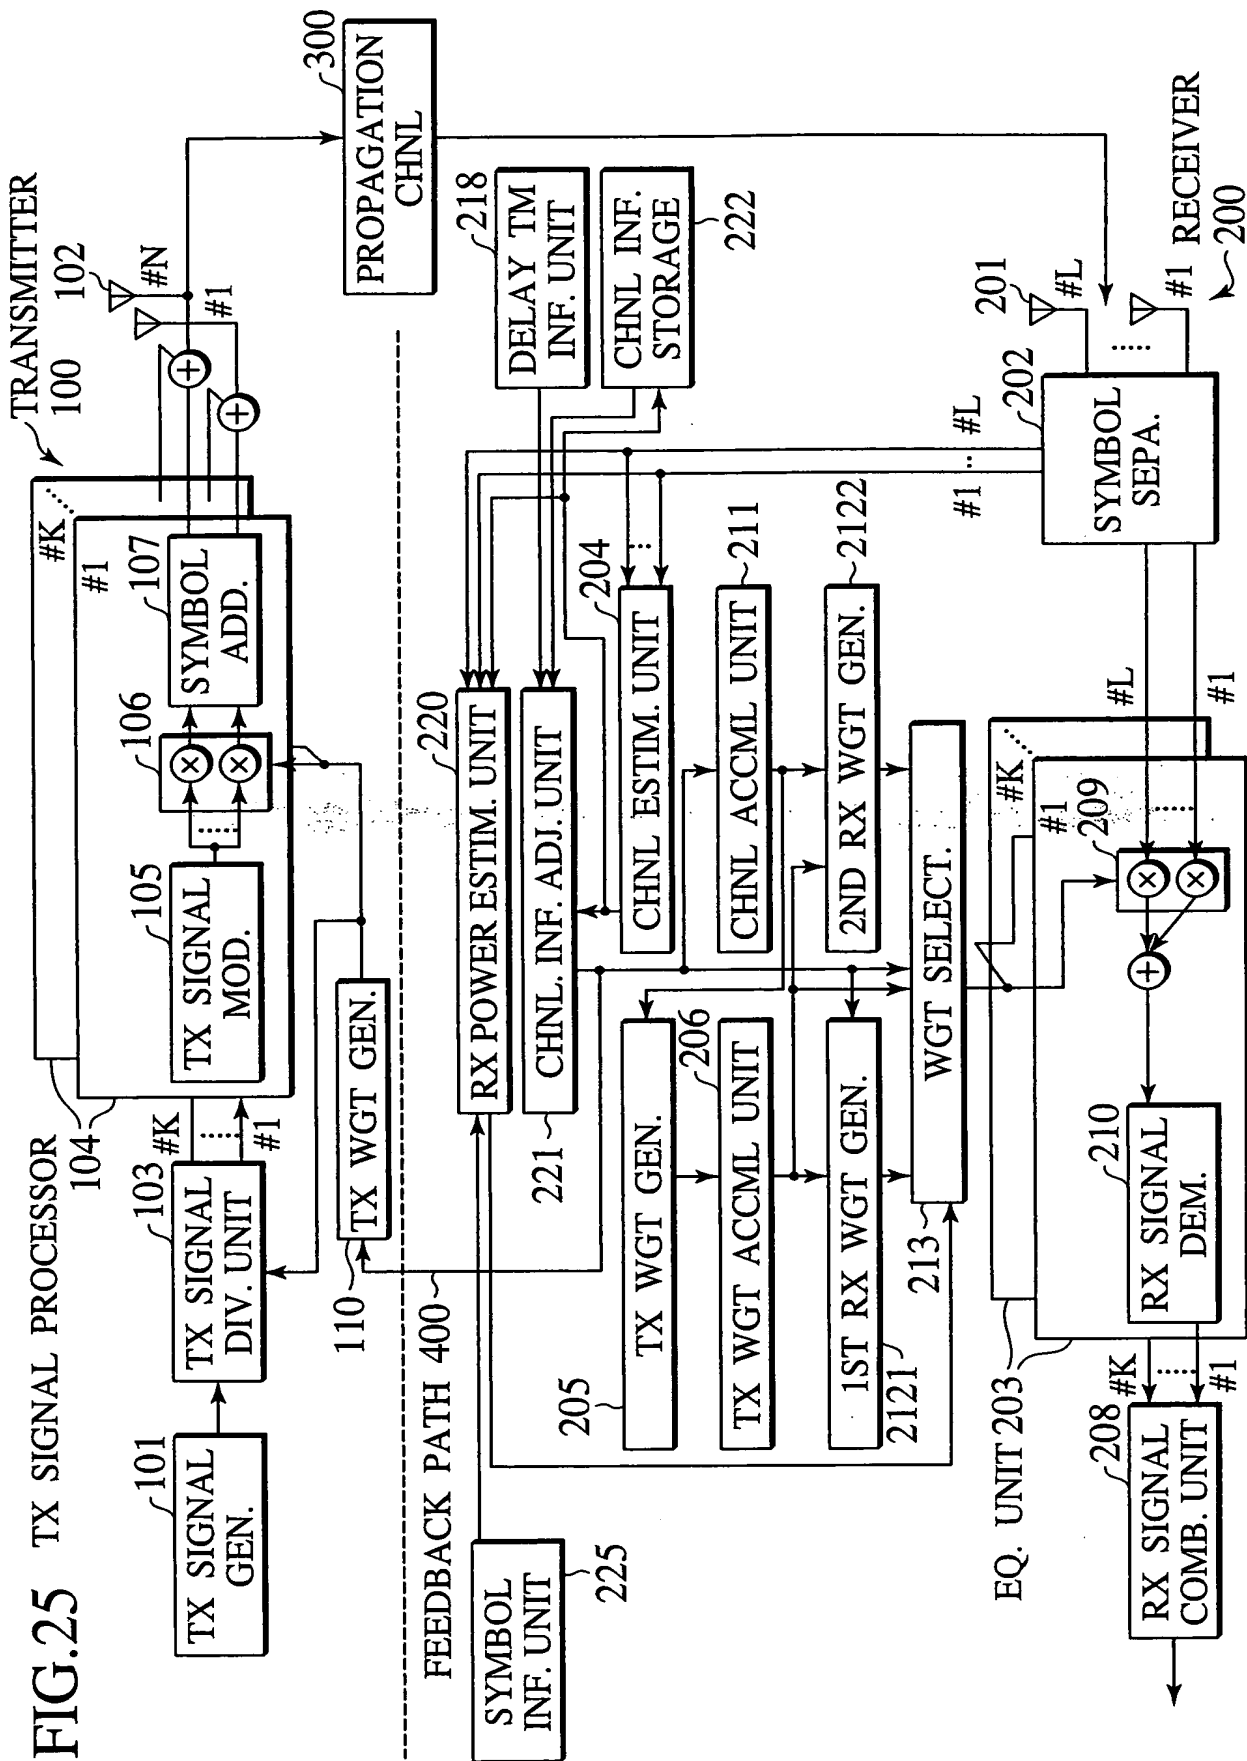 FIG.25
TX SIGNAL PROCESSOR
TRANSMITTER
100
101
TX SIGNAL
GEN.
103
TX SIGNAL
DIV. UNIT
#K
#1
104
#K
#1
105
TX SIGNAL
MOD.
106
107
SYMBOL
ADD.
102
#N
#1
110
TX WGT GEN.
300
PROPAGATION
CHNL
FEEDBACK PATH 400
SYMBOL
INF. UNIT
225
220
RX POWER ESTIM. UNIT
221
CHNL. INF. ADJ. UNIT
218
DELAY TM
INF. UNIT
CHNL INF.
STORAGE
222
204
CHNL ESTIM. UNIT
#L
#1
205
TX WGT GEN.
CHNL ACCML UNIT
211
206
TX WGT ACCML UNIT
1ST RX WGT GEN.
2121
2ND RX WGT GEN.
2122
213
WGT SELECT.
201
#L
#1
202
SYMBOL
SEPA.
RECEIVER
200
EQ. UNIT 203
#K
#1
209
#L
#1
210
RX SIGNAL
DEM.
#K
#1
208
RX SIGNAL
COMB. UNIT